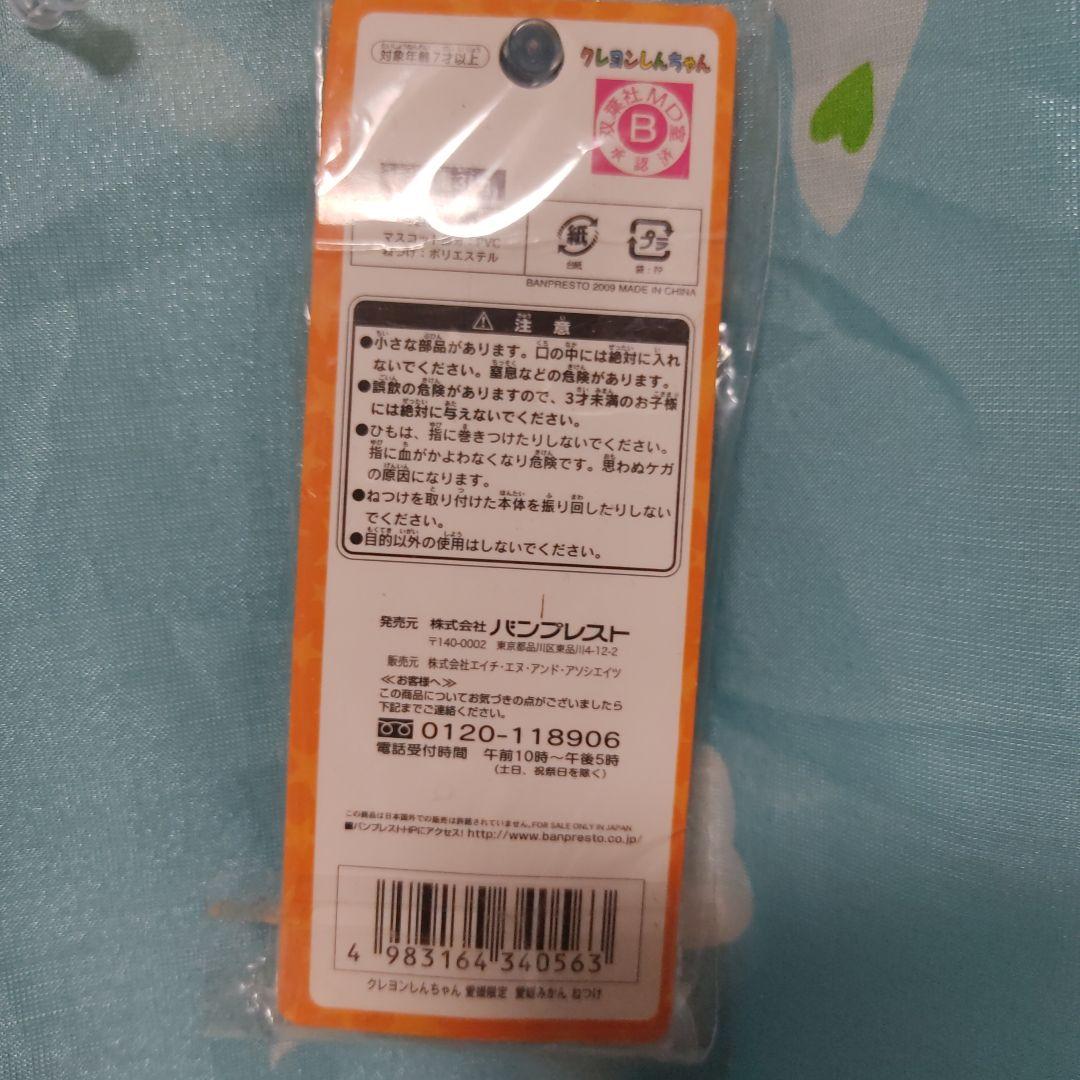 対象年齢7才以上
クレヨンしんちゃん
双葉社MD室
B
承認済
マスコット
PVC
ねつけ：ポリエステル
紙
台紙
プラ
袋：PP
BANPRESTO 2009 MADE IN CHINA
注意
●小さな部品があります。口の中には絶対に入れ
ないでください。窒息などの危険があります。
●誤飲の危険がありますので、3才未満のお子様
には絶対に与えないでください。
●ひもは、指に巻きつけたりしないでください。
指に血がかよわなくなり危険です。思わぬケガ
の原因になります。
●ねつけを取り付けた本体を振り回したりしない
でください。
●目的以外の使用はしないでください。
発売元 株式会社 バンプレスト
〒140-0002 東京都品川区東品川4-12-2
販売元 株式会社エイチ・エヌ・アンド・アソシエイツ
≪お客様へ≫
この商品についてお気づきの点がございましたら
下記までご連絡ください。
0120-118906
電話受付時間 午前10時〜午後5時
（土日、祝祭日を除く）
この商品は日本国外での販売は許諾されていません。FOR SALE ONLY IN JAPAN
■バンプレストHPにアクセス! http://www.banpresto.co.jp/
4 983164 340563
クレヨンしんちゃん 愛媛限定 愛媛みかん ねつけ